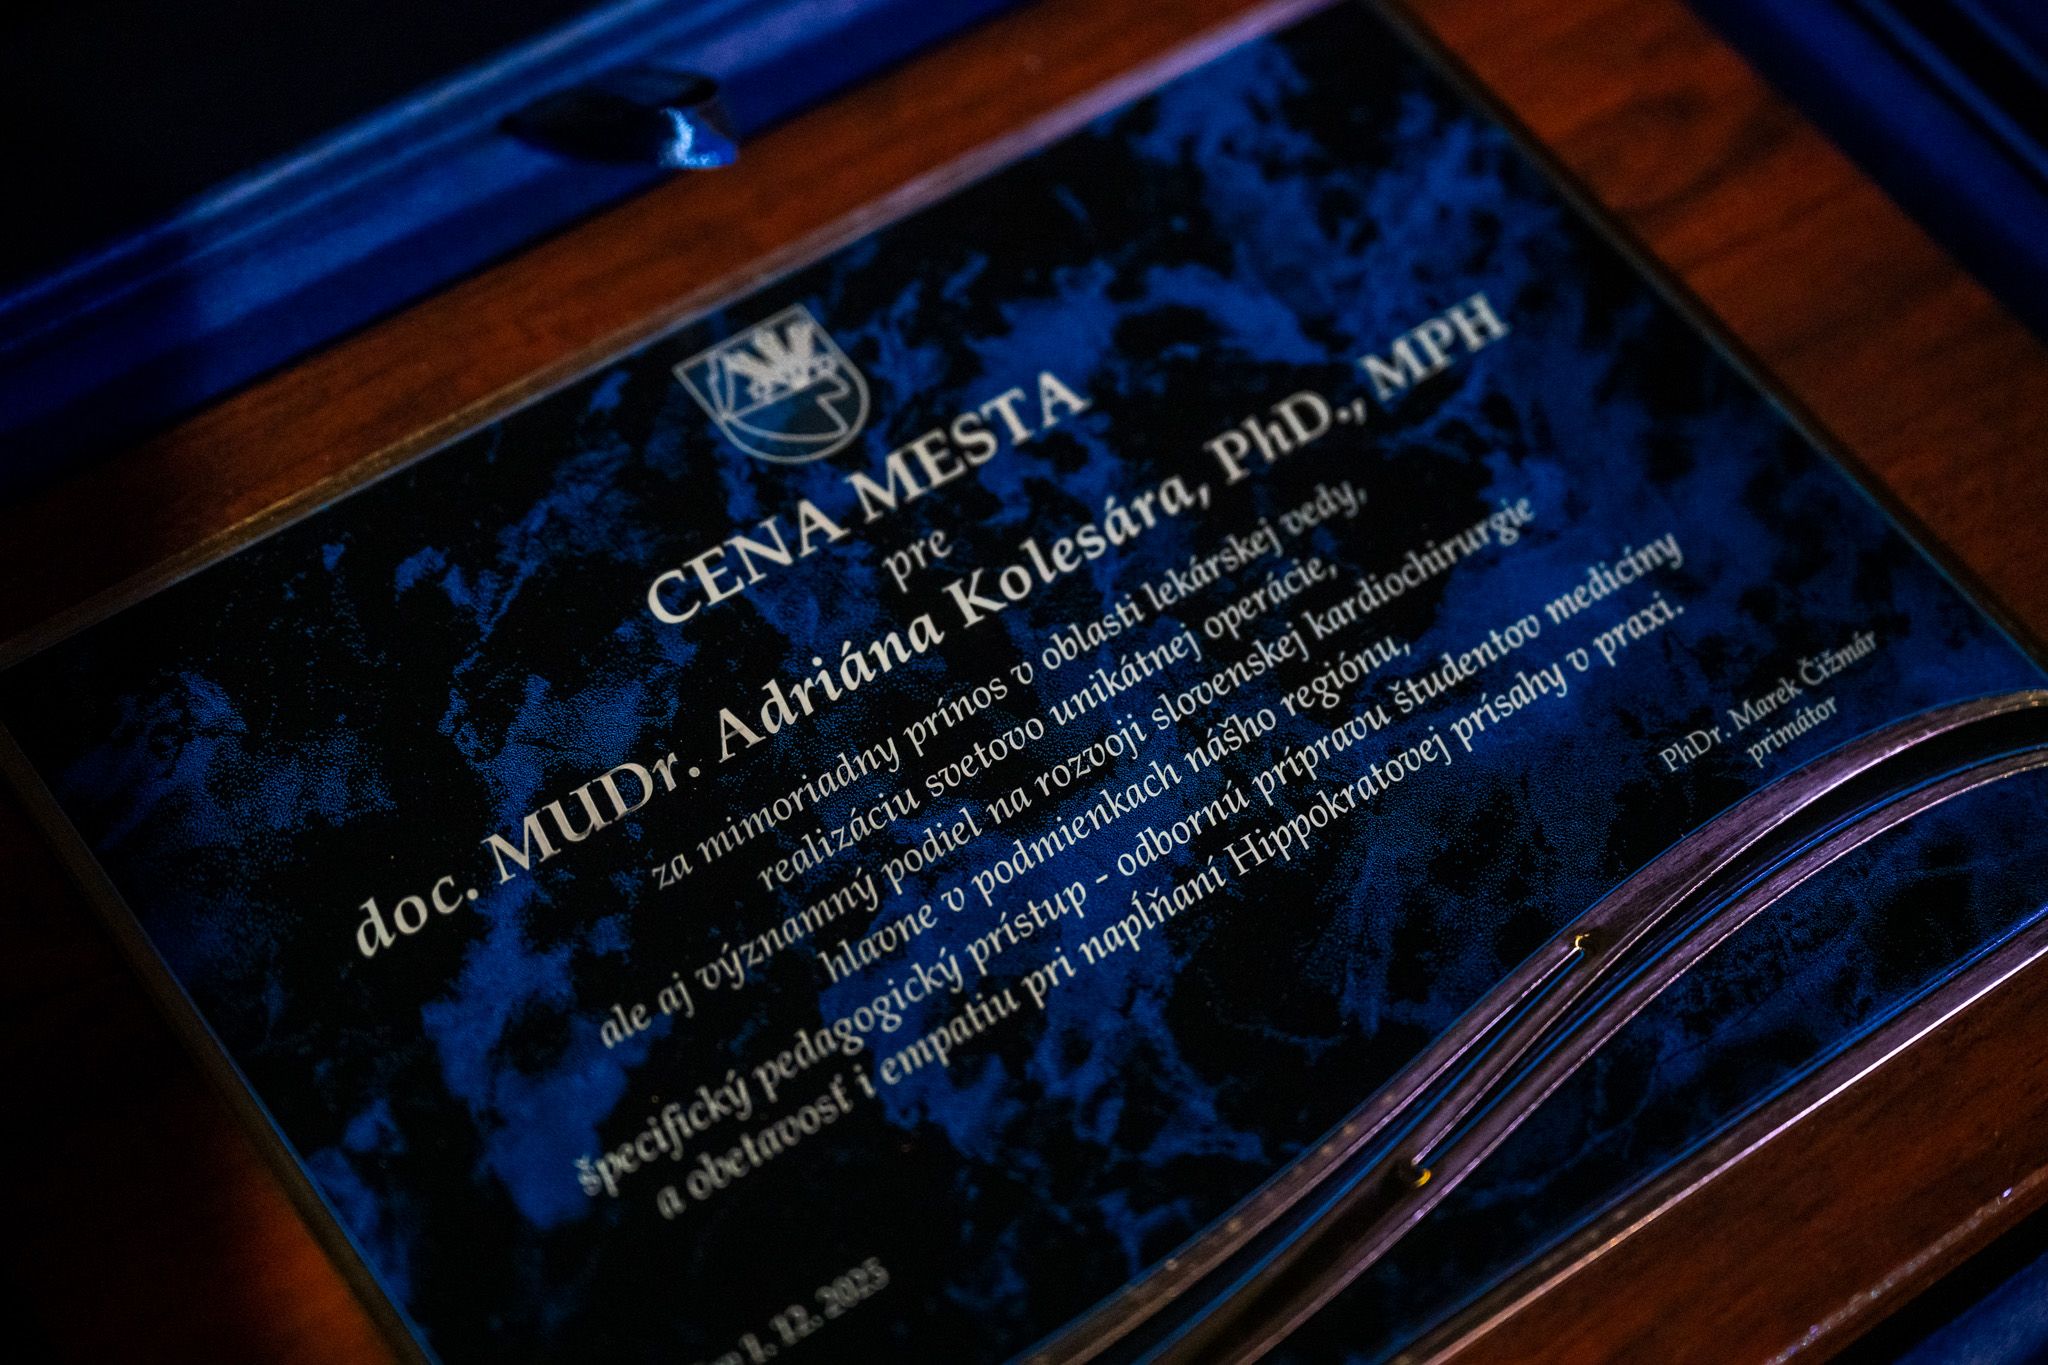 CENA MESTA
pre
doc. MUDr. Adriána Kolesára, PhD., MPH
za mimoriadny prínos v oblasti lekárskej vedy,
realizáciu svetovo unikátnej operácie,
ale aj významný podiel na rozvoji slovenskej kardiochirurgie
hlavne v podmienkach nášho regiónu,
špecifický pedagogický prístup - odbornú prípravu študentov medicíny
a obetavosť i empatiu pri napĺňaní Hippokratovej prísahy v praxi.
PhDr. Marek Čižmár
primátor
1. 12. 2025